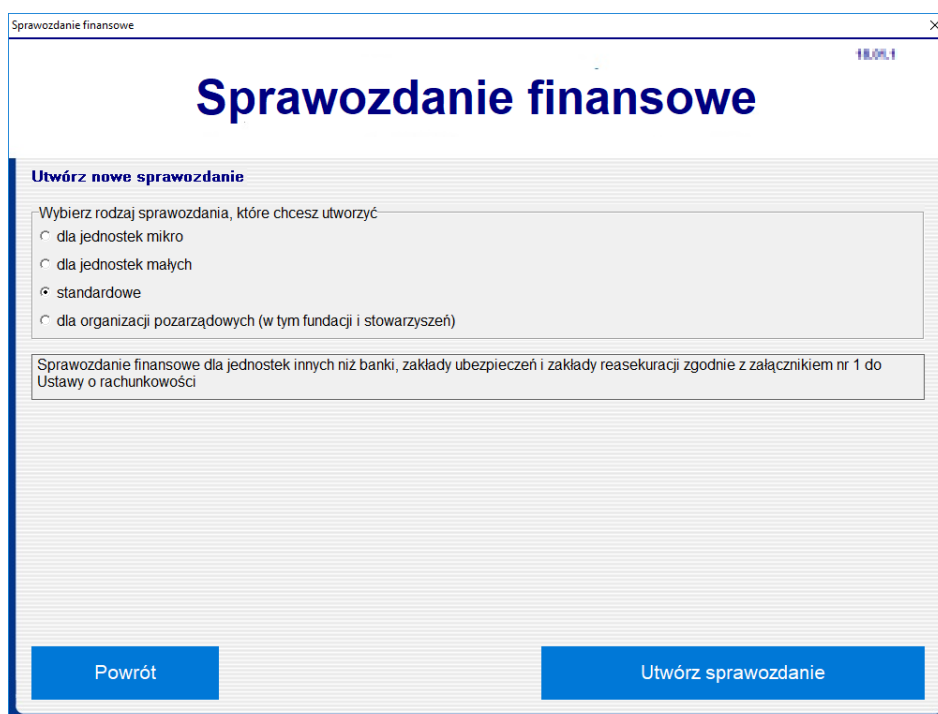 Sprawozdanie finansowe
Sprawozdanie finansowe
Utwórz nowe sprawozdanie
Wybierz rodzaj sprawozdania, które chcesz utworzyć
dla jednostek mikro
dla jednostek małych
standardowe
dla organizacji pozarządowych (w tym fundacji i stowarzyszeń)
Sprawozdanie finansowe dla jednostek innych niż banki, zakłady ubezpieczeń i zakłady reasekuracji zgodnie z załącznikiem nr 1 do
Ustawy o rachunkowości
Powrót
Utwórz sprawozdanie